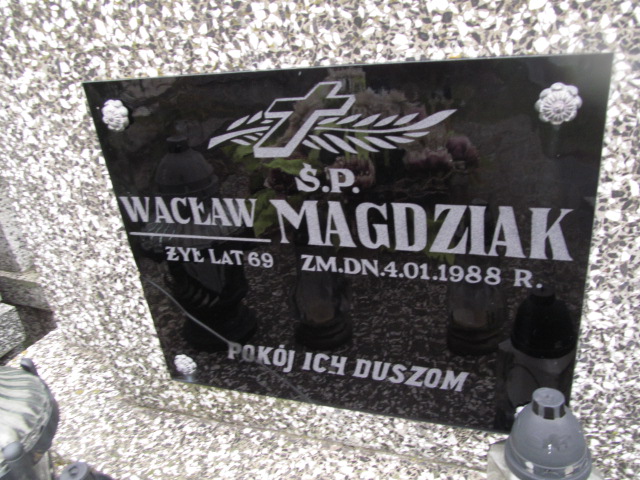 Ś.P.
WACŁAW MAGDZIAK
ŻYŁ LAT 69 ZM.DN.4.01.1988 R.
POKÓJ ICH DUSZOM